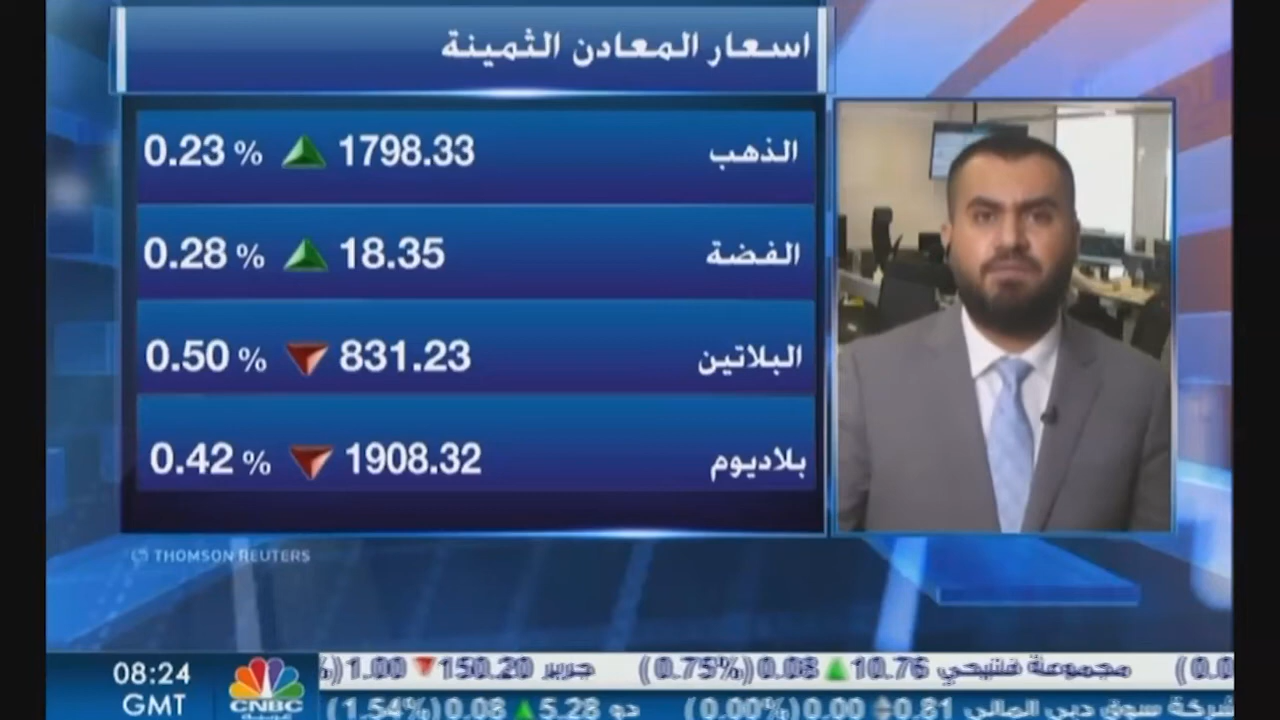 اسعار المعادن الثمينة
الذهب 1798.33 ▲ 0.23 %
الفضة 18.35 ▲ 0.28 %
البلاتين 831.23 ▼ 0.50 %
بلاديوم 1908.32 ▼ 0.42 %
THOMSON REUTERS
08:24
GMT
CNBC
عربية
مجموعة فتيحي 10.76 ▲ 0.08 (0.75%) جرير 150.20 ▼ 1.00
شركة سوق دبي المالي 0.81 0.00 (0.00%) دو 5.28 ▲ 0.08 (1.54%)